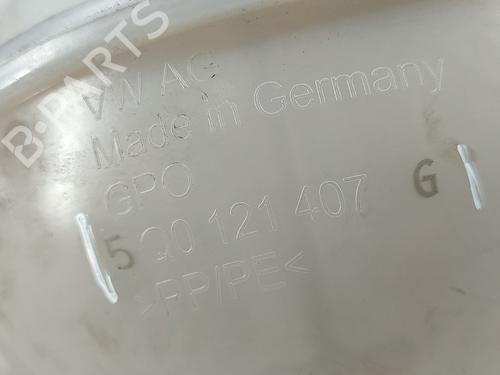 B-PARTS
VW AG
Made in Germany
GPO
5Q0 121 407 G
>PP/PE<